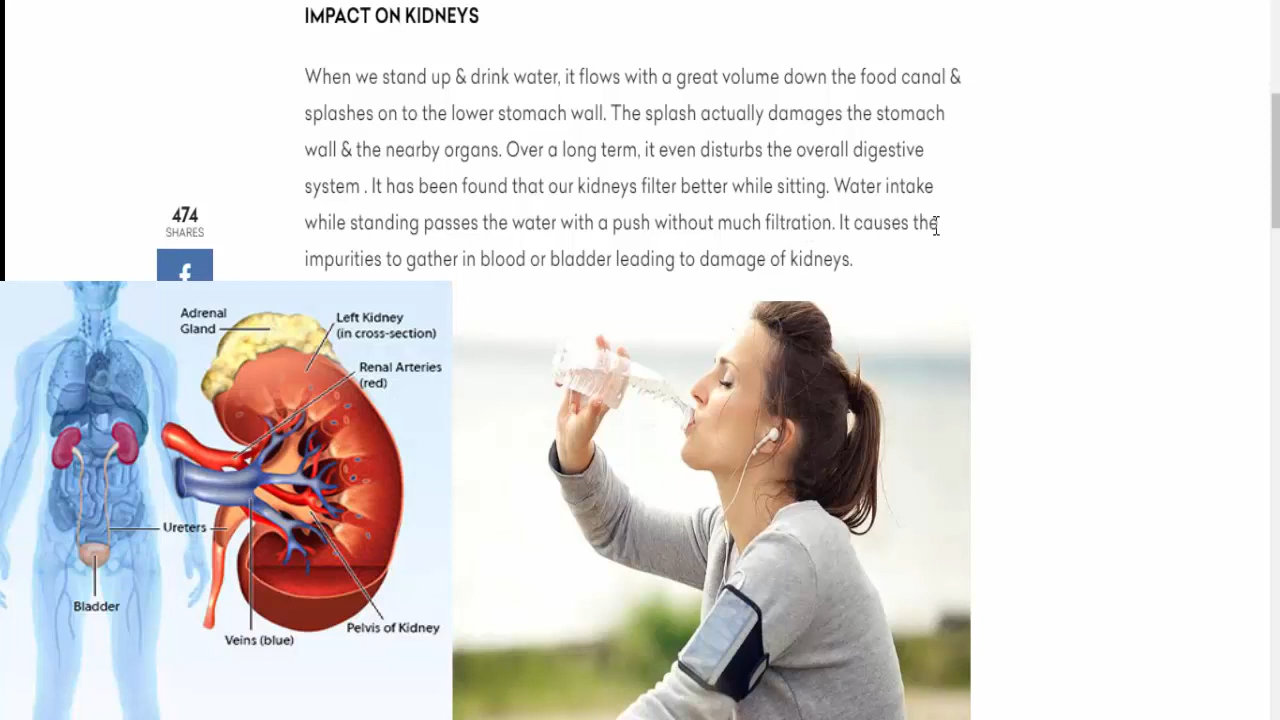 IMPACT ON KIDNEYS
When we stand up & drink water, it flows with a great volume down the food canal &
splashes on to the lower stomach wall. The splash actually damages the stomach
wall & the nearby organs. Over a long term, it even disturbs the overall digestive
system . It has been found that our kidneys filter better while sitting. Water intake
while standing passes the water with a push without much filtration. It causes the
impurities to gather in blood or bladder leading to damage of kidneys.
474
SHARES
f
Adrenal
Gland
Left Kidney
(in cross-section)
Renal Arteries
(red)
Ureters
Bladder
Veins (blue)
Pelvis of Kidney